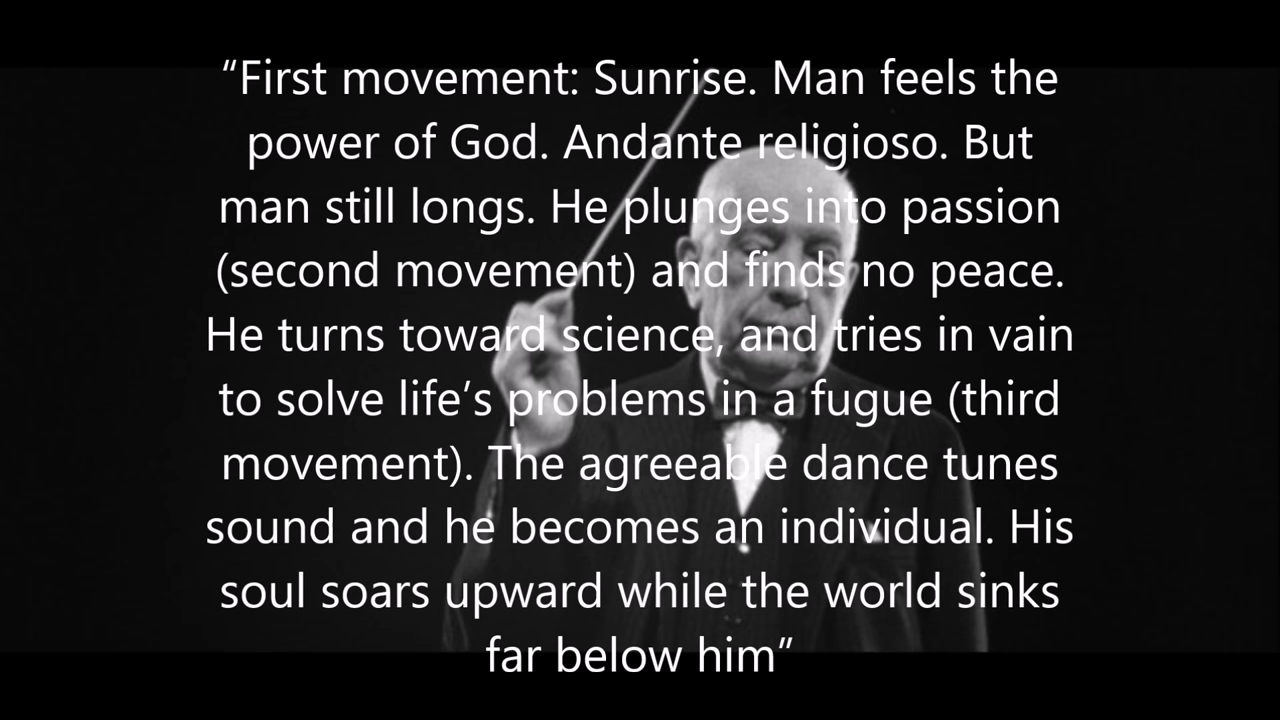 “First movement: Sunrise. Man feels the
power of God. Andante religioso. But
man still longs. He plunges into passion
(second movement) and finds no peace.
He turns toward science, and tries in vain
to solve life’s problems in a fugue (third
movement). The agreeable dance tunes
sound and he becomes an individual. His
soul soars upward while the world sinks
far below him”